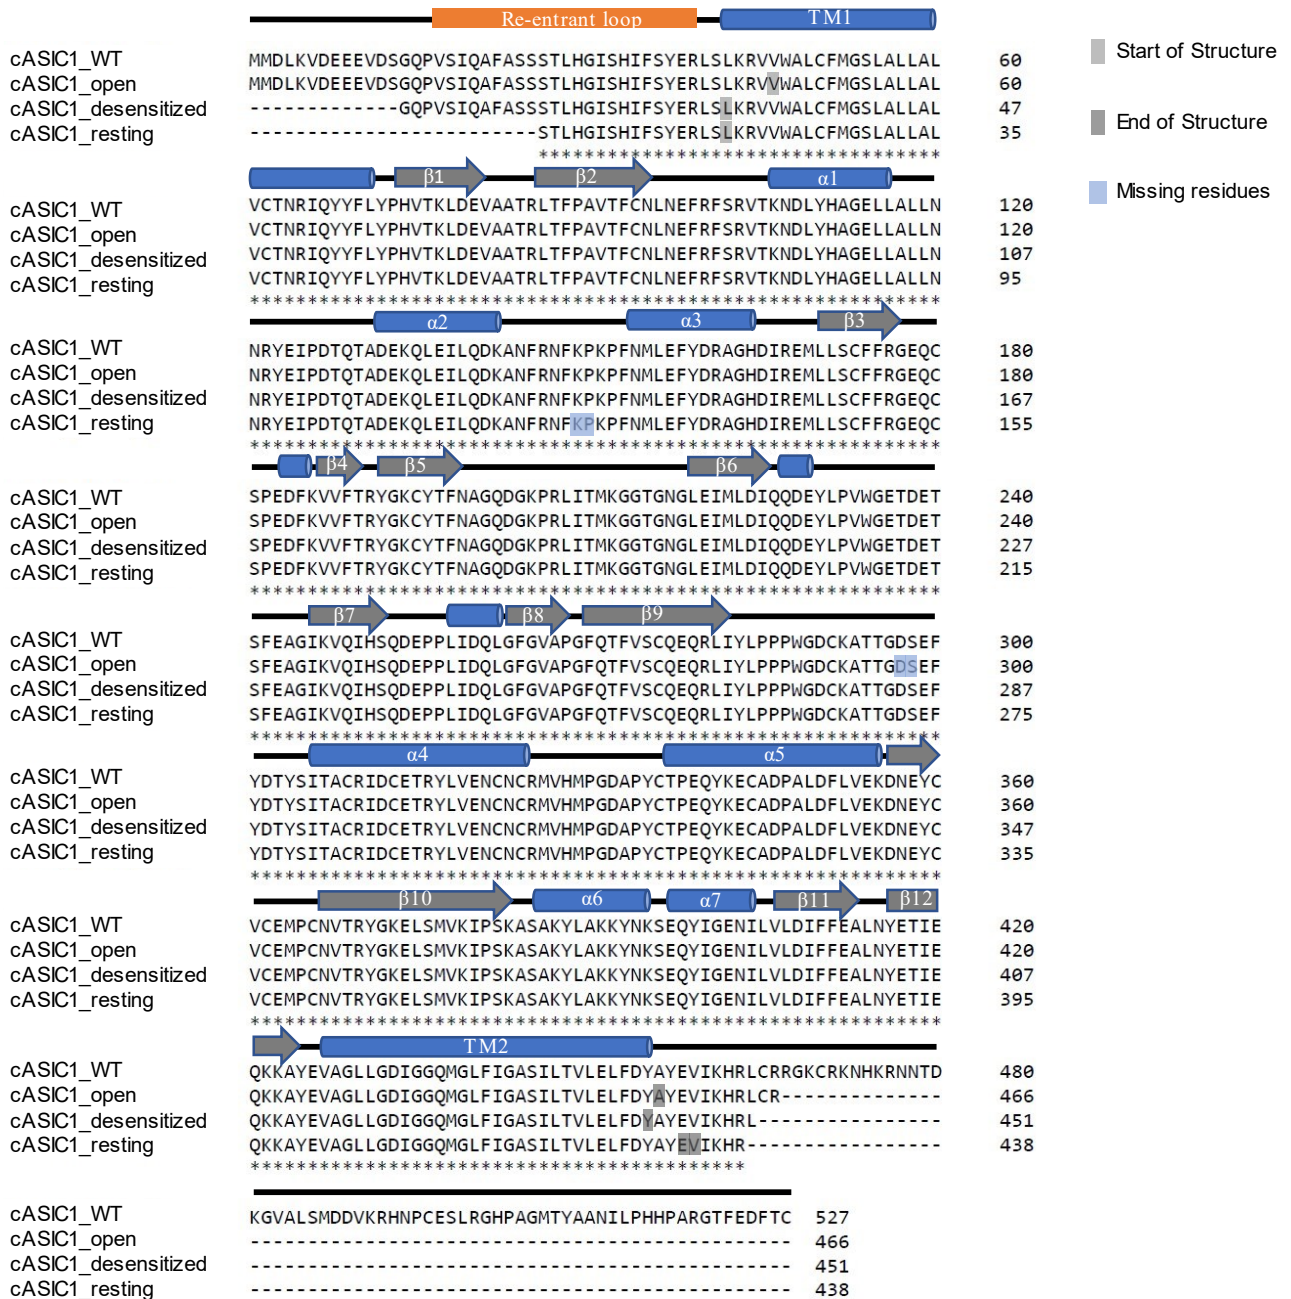 Re-entrant loop TM1
cASIC1_WT MMDLKVDEEEVDSGQPVSIQAFASSSTLHGISHIFSYERLSLKRVVWALCFMGSLALLAL 60
cASIC1_open MMDLKVDEEEVDSGQPVSIQAFASSSTLHGISHIFSYERLSLKRVVWALCFMGSLALLAL 60
cASIC1_desensitized -------------GQPVSIQAFASSSTLHGISHIFSYERLSLKRVVWALCFMGSLALLAL 47
cASIC1_resting -------------------------STLHGISHIFSYERLSLKRVVWALCFMGSLALLAL 35
***********************************
Start of Structure
End of Structure
Missing residues
β1 β2 α1
cASIC1_WT VCTNRIQYYFLYPHVTKLDEVAATRLTFPAVTFCNLNEFRFSRVTKNDLYHAGELLALLN 120
cASIC1_open VCTNRIQYYFLYPHVTKLDEVAATRLTFPAVTFCNLNEFRFSRVTKNDLYHAGELLALLN 120
cASIC1_desensitized VCTNRIQYYFLYPHVTKLDEVAATRLTFPAVTFCNLNEFRFSRVTKNDLYHAGELLALLN 107
cASIC1_resting VCTNRIQYYFLYPHVTKLDEVAATRLTFPAVTFCNLNEFRFSRVTKNDLYHAGELLALLN 95
************************************************************
α2 α3 β3
cASIC1_WT NRYEIPDTQTADEKQLEILQDKANFRNFKPKPFNMLEFYDRAGHDIREMLLSCFFRGEQC 180
cASIC1_open NRYEIPDTQTADEKQLEILQDKANFRNFKPKPFNMLEFYDRAGHDIREMLLSCFFRGEQC 180
cASIC1_desensitized NRYEIPDTQTADEKQLEILQDKANFRNFKPKPFNMLEFYDRAGHDIREMLLSCFFRGEQC 167
cASIC1_resting NRYEIPDTQTADEKQLEILQDKANFRNFKPKPFNMLEFYDRAGHDIREMLLSCFFRGEQC 155
************************************************************
β4 β5 β6
cASIC1_WT SPEDFKVVFTRYGKCYTFNAGQDGKPRLITMKGGTGNGLEIMLDIQQDEYLPVWGETDET 240
cASIC1_open SPEDFKVVFTRYGKCYTFNAGQDGKPRLITMKGGTGNGLEIMLDIQQDEYLPVWGETDET 240
cASIC1_desensitized SPEDFKVVFTRYGKCYTFNAGQDGKPRLITMKGGTGNGLEIMLDIQQDEYLPVWGETDET 227
cASIC1_resting SPEDFKVVFTRYGKCYTFNAGQDGKPRLITMKGGTGNGLEIMLDIQQDEYLPVWGETDET 215
************************************************************
β7 β8 β9
cASIC1_WT SFEAGIKVQIHSQDEPPLIDQLGFGVAPGFQTFVSCQEQRLIYLPPPWGDCKATTGDSEF 300
cASIC1_open SFEAGIKVQIHSQDEPPLIDQLGFGVAPGFQTFVSCQEQRLIYLPPPWGDCKATTGDSEF 300
cASIC1_desensitized SFEAGIKVQIHSQDEPPLIDQLGFGVAPGFQTFVSCQEQRLIYLPPPWGDCKATTGDSEF 287
cASIC1_resting SFEAGIKVQIHSQDEPPLIDQLGFGVAPGFQTFVSCQEQRLIYLPPPWGDCKATTGDSEF 275
************************************************************
α4 α5
cASIC1_WT YDTYSITACRIDCETRYLVENCNCRMVHMPGDAPYCTPEQYKECADPALDFLVEKDNEYC 360
cASIC1_open YDTYSITACRIDCETRYLVENCNCRMVHMPGDAPYCTPEQYKECADPALDFLVEKDNEYC 360
cASIC1_desensitized YDTYSITACRIDCETRYLVENCNCRMVHMPGDAPYCTPEQYKECADPALDFLVEKDNEYC 347
cASIC1_resting YDTYSITACRIDCETRYLVENCNCRMVHMPGDAPYCTPEQYKECADPALDFLVEKDNEYC 335
************************************************************
β10 α6 α7 β11 β12
cASIC1_WT VCEMPCNVTRYGKELSMVKIPSKASAKYLAKKYNKSEQYIGENILVLDIFFEALNYETIE 420
cASIC1_open VCEMPCNVTRYGKELSMVKIPSKASAKYLAKKYNKSEQYIGENILVLDIFFEALNYETIE 420
cASIC1_desensitized VCEMPCNVTRYGKELSMVKIPSKASAKYLAKKYNKSEQYIGENILVLDIFFEALNYETIE 407
cASIC1_resting VCEMPCNVTRYGKELSMVKIPSKASAKYLAKKYNKSEQYIGENILVLDIFFEALNYETIE 395
************************************************************
TM2
cASIC1_WT QKKAYEVAGLLGDIGGQMGLFIGASILTVLELFDYAYEVIKHRLCRRGKCRKNHKRNNTD 480
cASIC1_open QKKAYEVAGLLGDIGGQMGLFIGASILTVLELFDYAYEVIKHRLCR-------------- 466
cASIC1_desensitized QKKAYEVAGLLGDIGGQMGLFIGASILTVLELFDYAYEVIKHRL---------------- 451
cASIC1_resting QKKAYEVAGLLGDIGGQMGLFIGASILTVLELFDYAYEVIKHR----------------- 438
*******************************************
cASIC1_WT KGVALSMDDVKRHNPCESLRGHPAGMTYAANILPHHPARGTFEDFTC 527
cASIC1_open ----------------------------------------------- 466
cASIC1_desensitized ----------------------------------------------- 451
cASIC1_resting ----------------------------------------------- 438